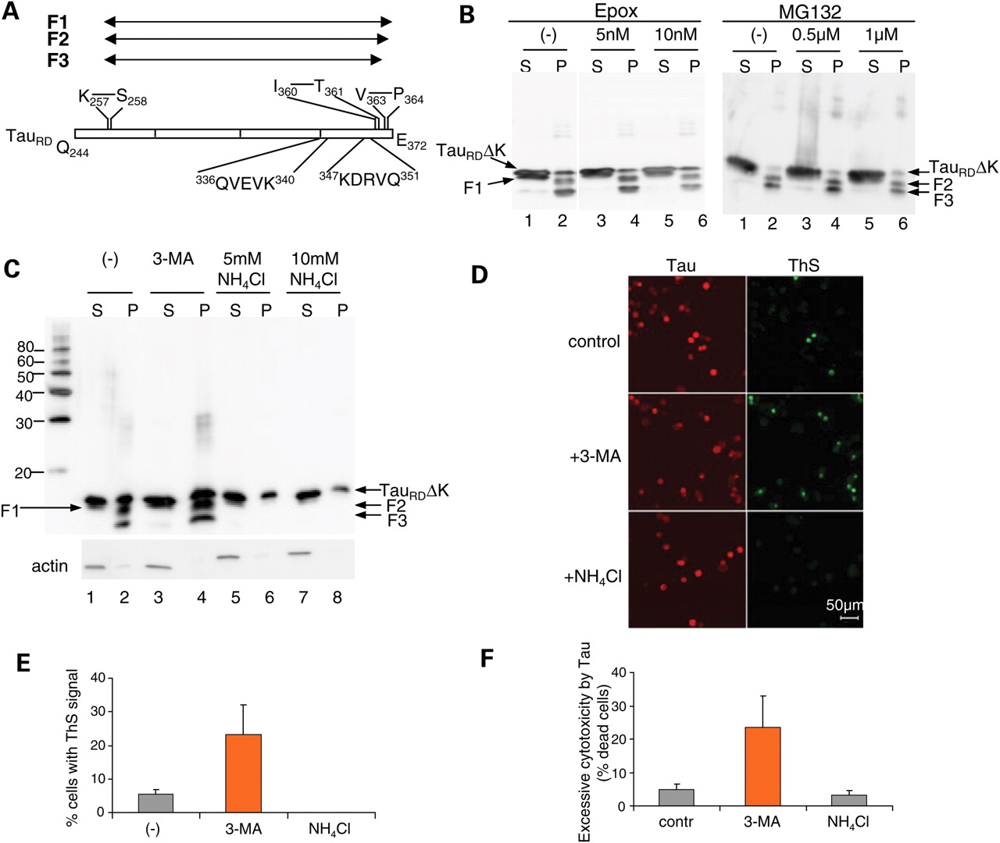 A
F1
F2
F3
K257—S258
I360—T361
V363—P364
TauRD
Q244
E372
336QVEVK340
347KDRVQ351
B
Epox
MG132
(-)
5nM
10nM
(-)
0.5μM
1μM
S P S P S P S P S P S P
TauRDΔK
F1
TauRDΔK
F2
F3
1 2 3 4 5 6 1 2 3 4 5 6
C
(-)
3-MA
5mM
NH4Cl
10mM
NH4Cl
S P S P S P S P
80
60
50
40
30
20
F1
TauRDΔK
F2
F3
actin
1 2 3 4 5 6 7 8
D
Tau
ThS
control
+3-MA
+NH4Cl
50μm
E
% cells with ThS signal
40
30
20
10
0
(-)
3-MA
NH4Cl
F
Excessive cytotoxicity by Tau
(% dead cells)
40
30
20
10
0
contr
3-MA
NH4Cl